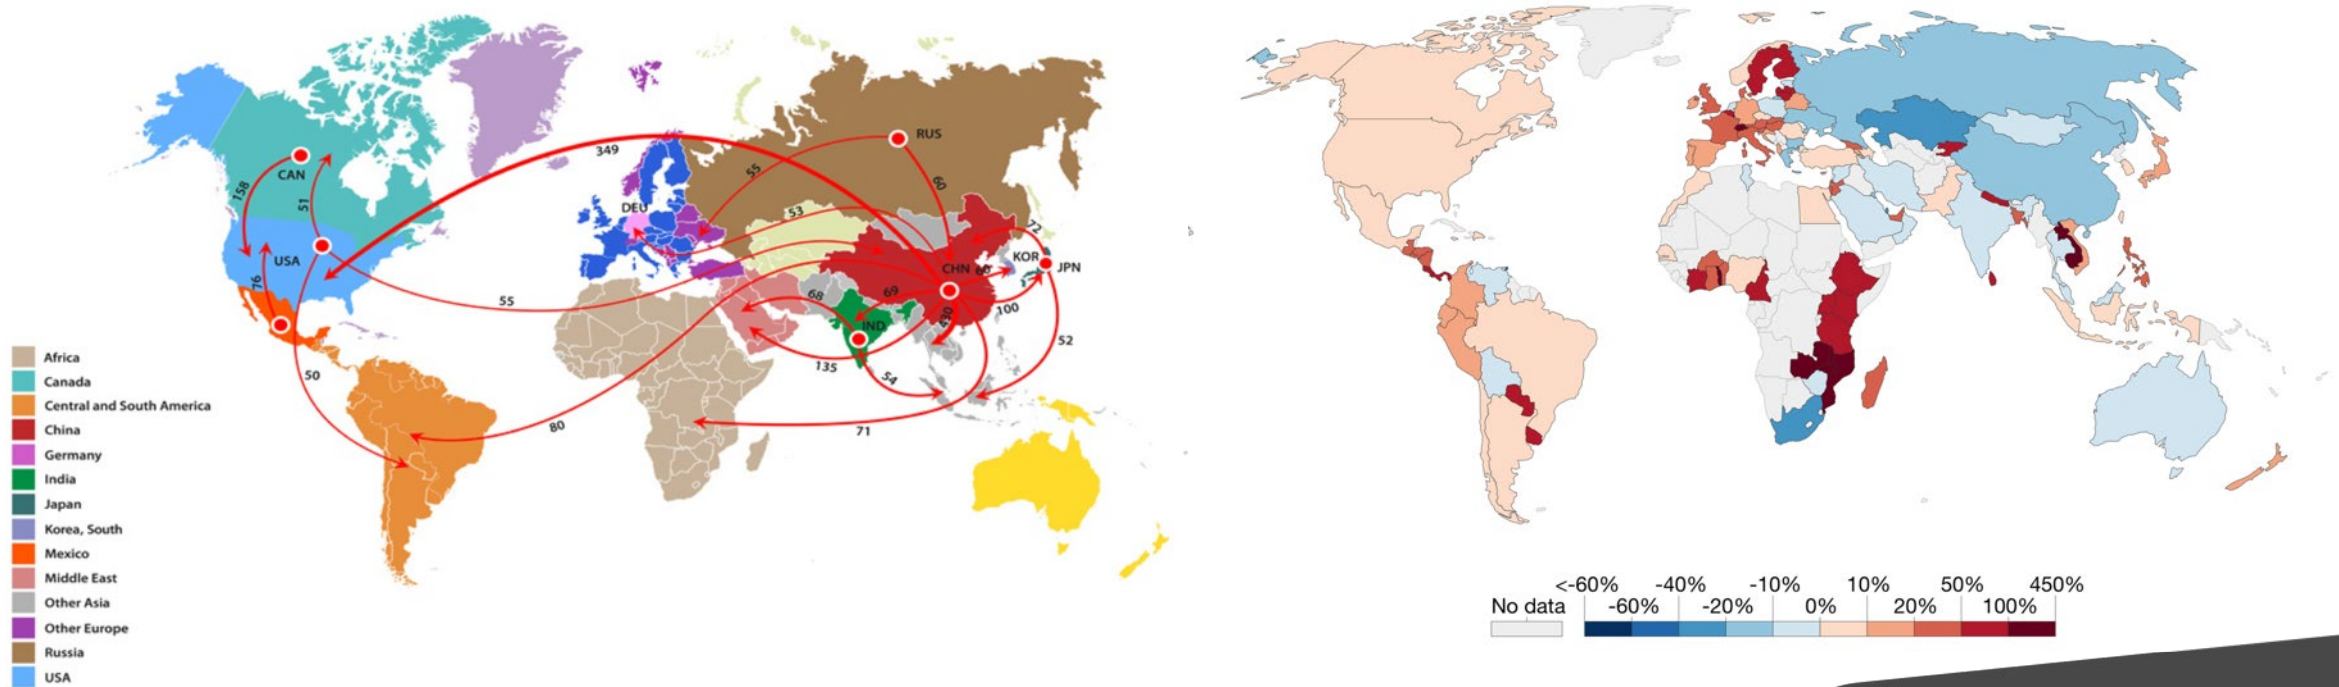 RUS
349
CAN
158
55
60
51
DEU
53
72
USA
76
KOR
JPN
CHN
60
55
68
69
100
IND
430
52
135
54
50
80
71
Africa
Canada
Central and South America
China
Germany
India
Japan
Korea, South
Mexico
Middle East
Other Asia
Other Europe
Russia
USA
<-60% -40% -10% 10% 50% 450%
No data -60% -20% 0% 20% 100%